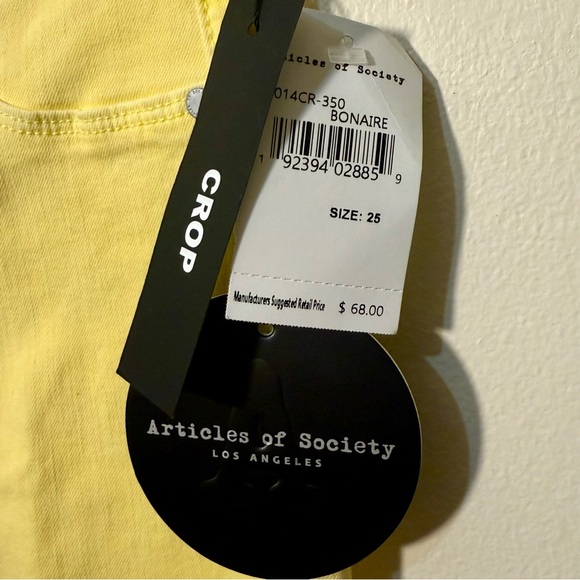 Articles of Society
014CR-350
BONAIRE
1 92394 02885 9
SIZE: 25
Manufacturers Suggested Retail Price $ 68.00
CROP
Articles of Society
LOS ANGELES